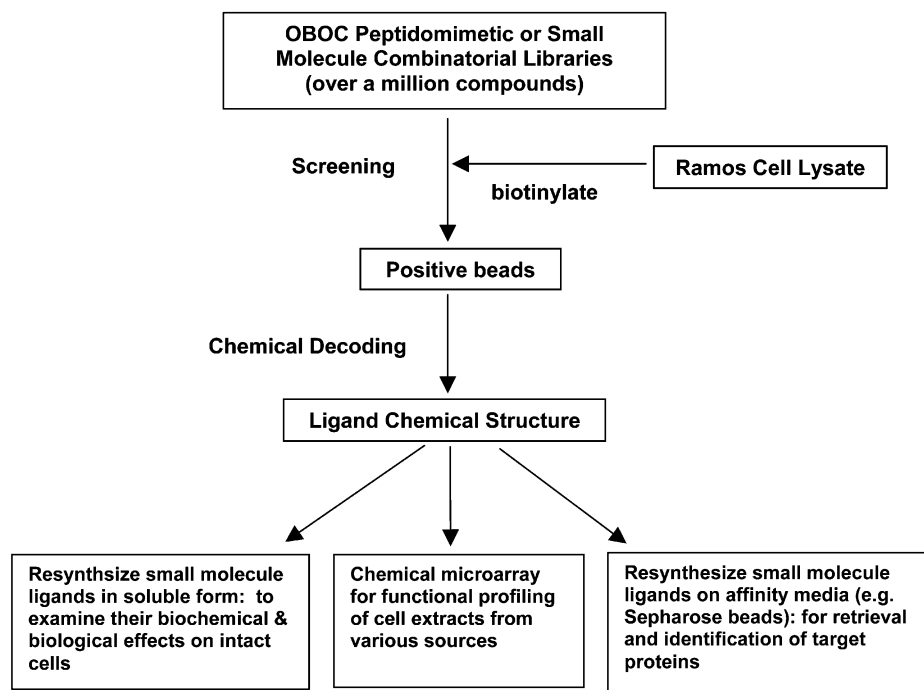 OBOC Peptidomimetic or Small
Molecule Combinatorial Libraries
(over a million compounds)
Screening
Ramos Cell Lysate
biotinylate
Positive beads
Chemical Decoding
Ligand Chemical Structure
Resynthsize small molecule
ligands in soluble form: to
examine their biochemical &
biological effects on intact
cells
Chemical microarray
for functional profiling
of cell extracts from
various sources
Resynthesize small molecule
ligands on affinity media (e.g.
Sepharose beads): for retrieval
and identification of target
proteins